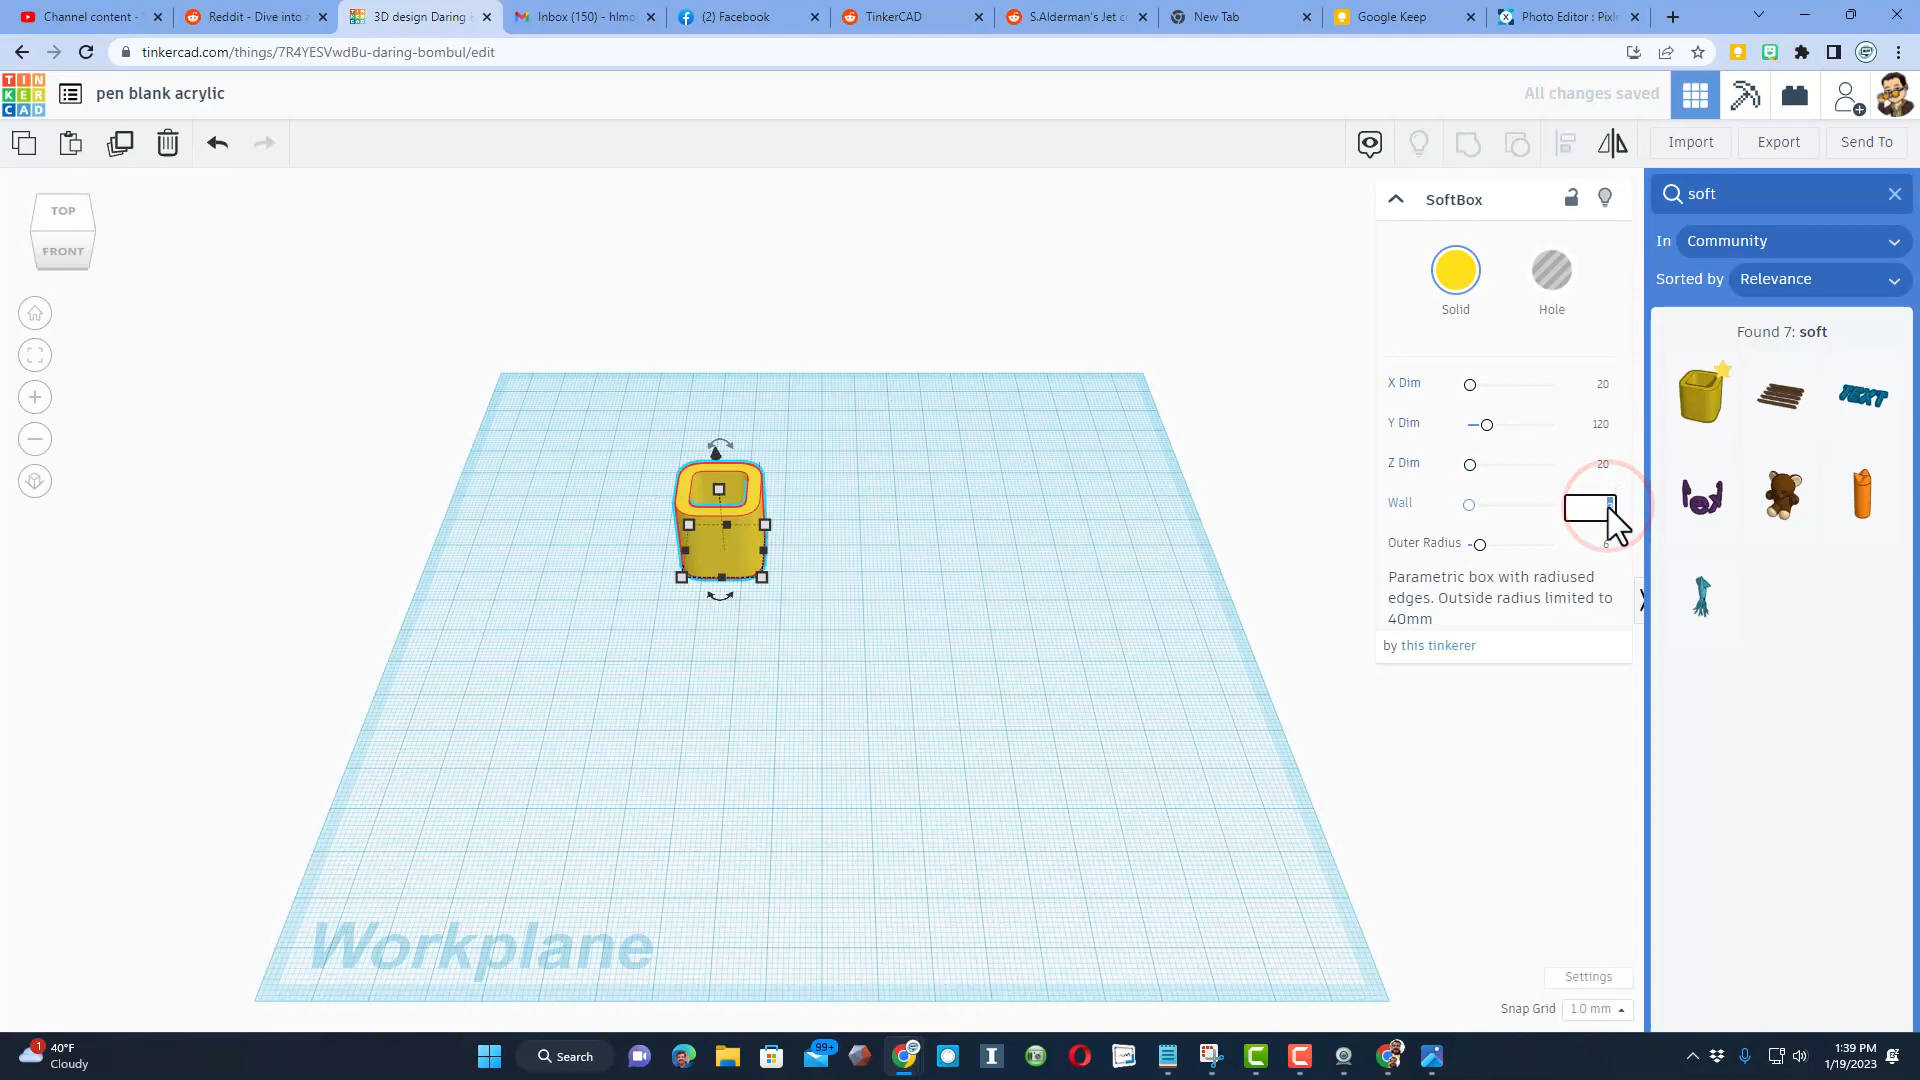 Channel content - Y
Reddit - Dive into a
3D design Daring
Inbox (150) - hlmo
(2) Facebook
TinkerCAD
S.Alderman's Jet c
New Tab
Google Keep
Photo Editor : Pixlr
tinkercad.com/things/7R4YESVwdBu-daring-bombul/edit
TIN
KER
CAD
pen blank acrylic
All changes saved
Import
Export
Send To
TOP
FRONT
SoftBox
Solid
Hole
X Dim
20
Y Dim
120
Z Dim
20
Wall
Outer Radius
6
Parametric box with radiused
edges. Outside radius limited to
40mm
by this tinkerer
soft
In Community
Sorted by Relevance
Found 7: soft
TEXT
Workplane
Settings
Snap Grid 1.0 mm
1
40°F
Cloudy
Search
99+
1:39 PM
1/19/2023